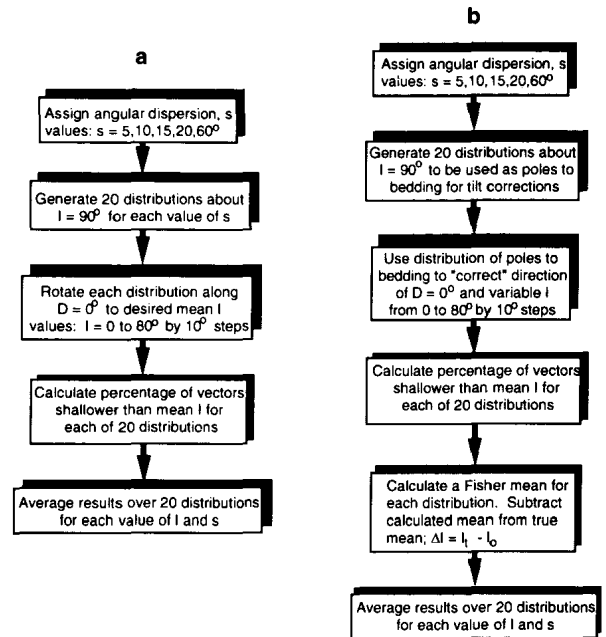 a
Assign angular dispersion, s
values: s = 5,10,15,20,60°
Generate 20 distributions about
I = 90° for each value of s
Rotate each distribution along
D = 0° to desired mean I
values: I = 0 to 80° by 10° steps
Calculate percentage of vectors
shallower than mean I for
each of 20 distributions
Average results over 20 distributions
for each value of I and s
b
Assign angular dispersion, s
values: s = 5,10,15,20,60°
Generate 20 distributions about
I = 90° to be used as poles to
bedding for tilt corrections
Use distribution of poles to
bedding to "correct" direction
of D = 0° and variable I
from 0 to 80° by 10° steps
Calculate percentage of vectors
shallower than mean I for
each of 20 distributions
Calculate a Fisher mean for
each distribution. Subtract
calculated mean from true
mean; ΔI = Iₜ - Iₒ
Average results over 20 distributions
for each value of I and s